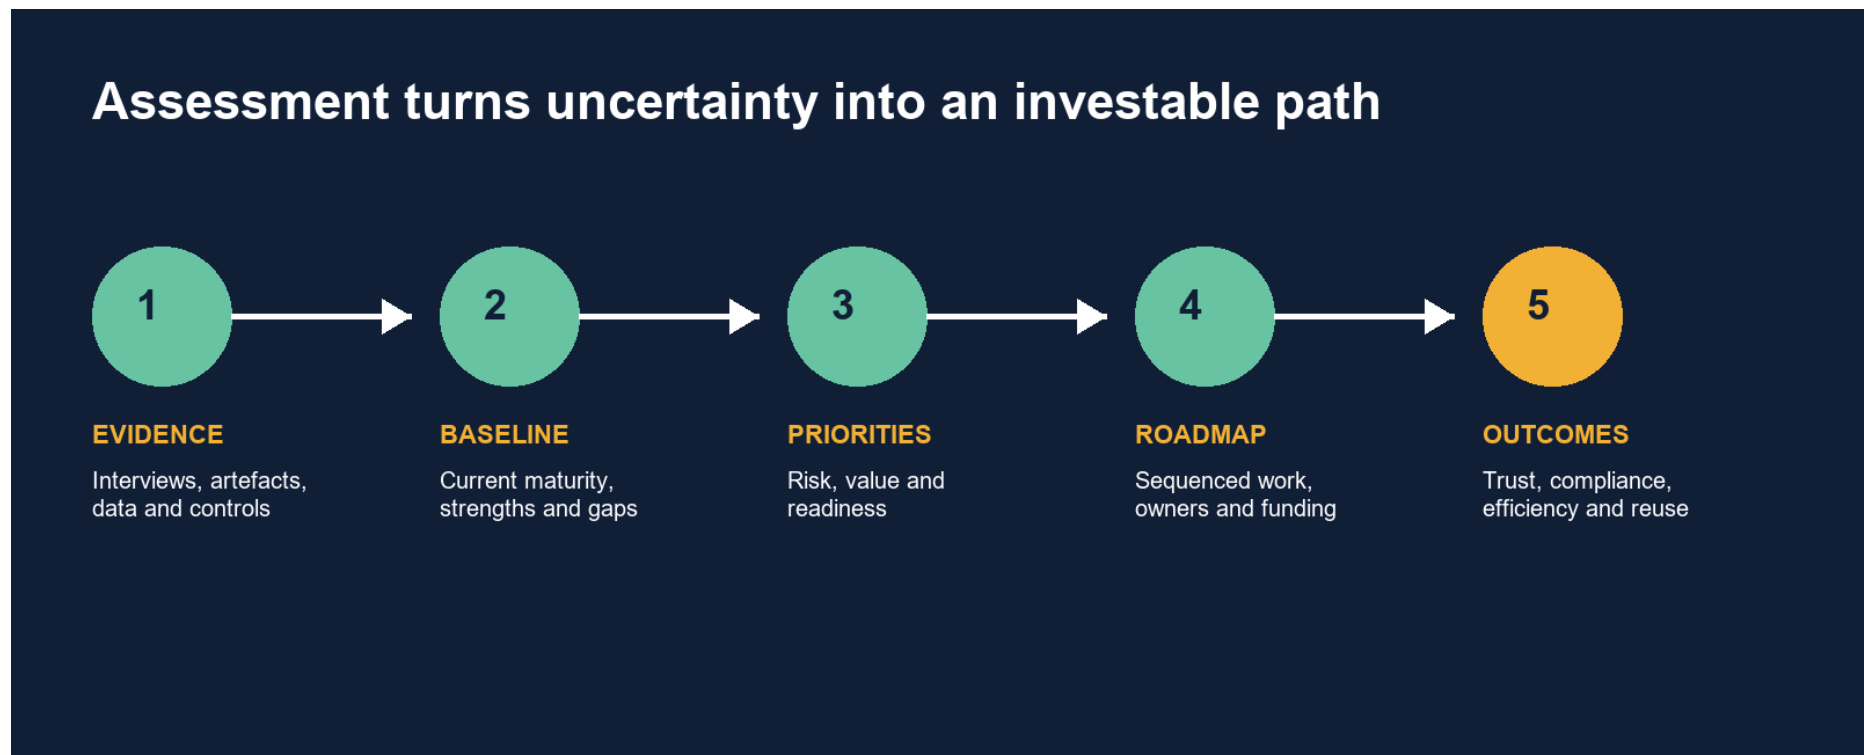 Assessment turns uncertainty into an investable path
1
2
3
4
5
EVIDENCE
Interviews, artefacts,
data and controls
BASELINE
Current maturity,
strengths and gaps
PRIORITIES
Risk, value and
readiness
ROADMAP
Sequenced work,
owners and funding
OUTCOMES
Trust, compliance,
efficiency and reuse